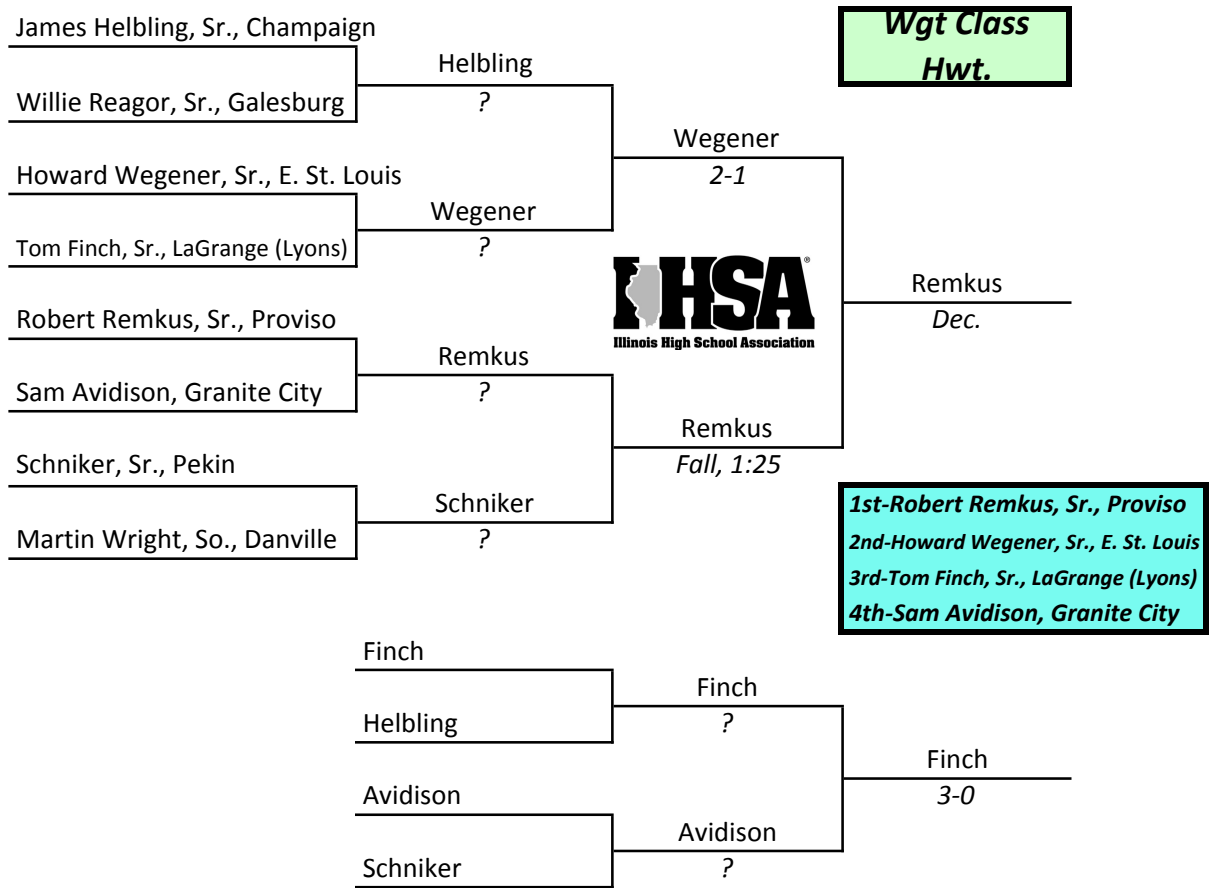 James Helbling, Sr., Champaign
Wgt Class
Hwt.
Helbling
?
Willie Reagor, Sr., Galesburg
Wegener
2-1
Howard Wegener, Sr., E. St. Louis
Wegener
?
Tom Finch, Sr., LaGrange (Lyons)
IHSA®
Illinois High School Association
Remkus
Dec.
Robert Remkus, Sr., Proviso
Remkus
?
Sam Avidison, Granite City
Remkus
Fall, 1:25
Schniker, Sr., Pekin
Schniker
?
Martin Wright, So., Danville
1st-Robert Remkus, Sr., Proviso
2nd-Howard Wegener, Sr., E. St. Louis
3rd-Tom Finch, Sr., LaGrange (Lyons)
4th-Sam Avidison, Granite City
Finch
Finch
?
Helbling
Finch
3-0
Avidison
Avidison
?
Schniker